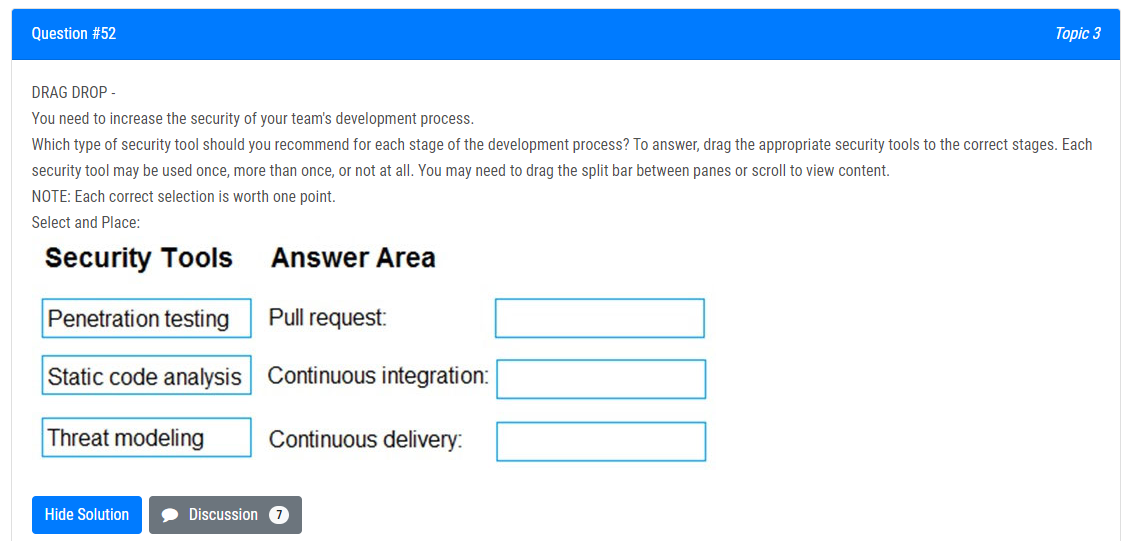 Question #52
Topic 3
DRAG DROP -
You need to increase the security of your team's development process.
Which type of security tool should you recommend for each stage of the development process? To answer, drag the appropriate security tools to the correct stages. Each
security tool may be used once, more than once, or not at all. You may need to drag the split bar between panes or scroll to view content.
NOTE: Each correct selection is worth one point.
Select and Place:
Security Tools
Answer Area
Penetration testing
Pull request:
Static code analysis
Continuous integration:
Threat modeling
Continuous delivery:
Hide Solution
Discussion 7